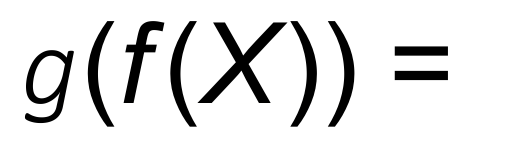 g(f(X)) =